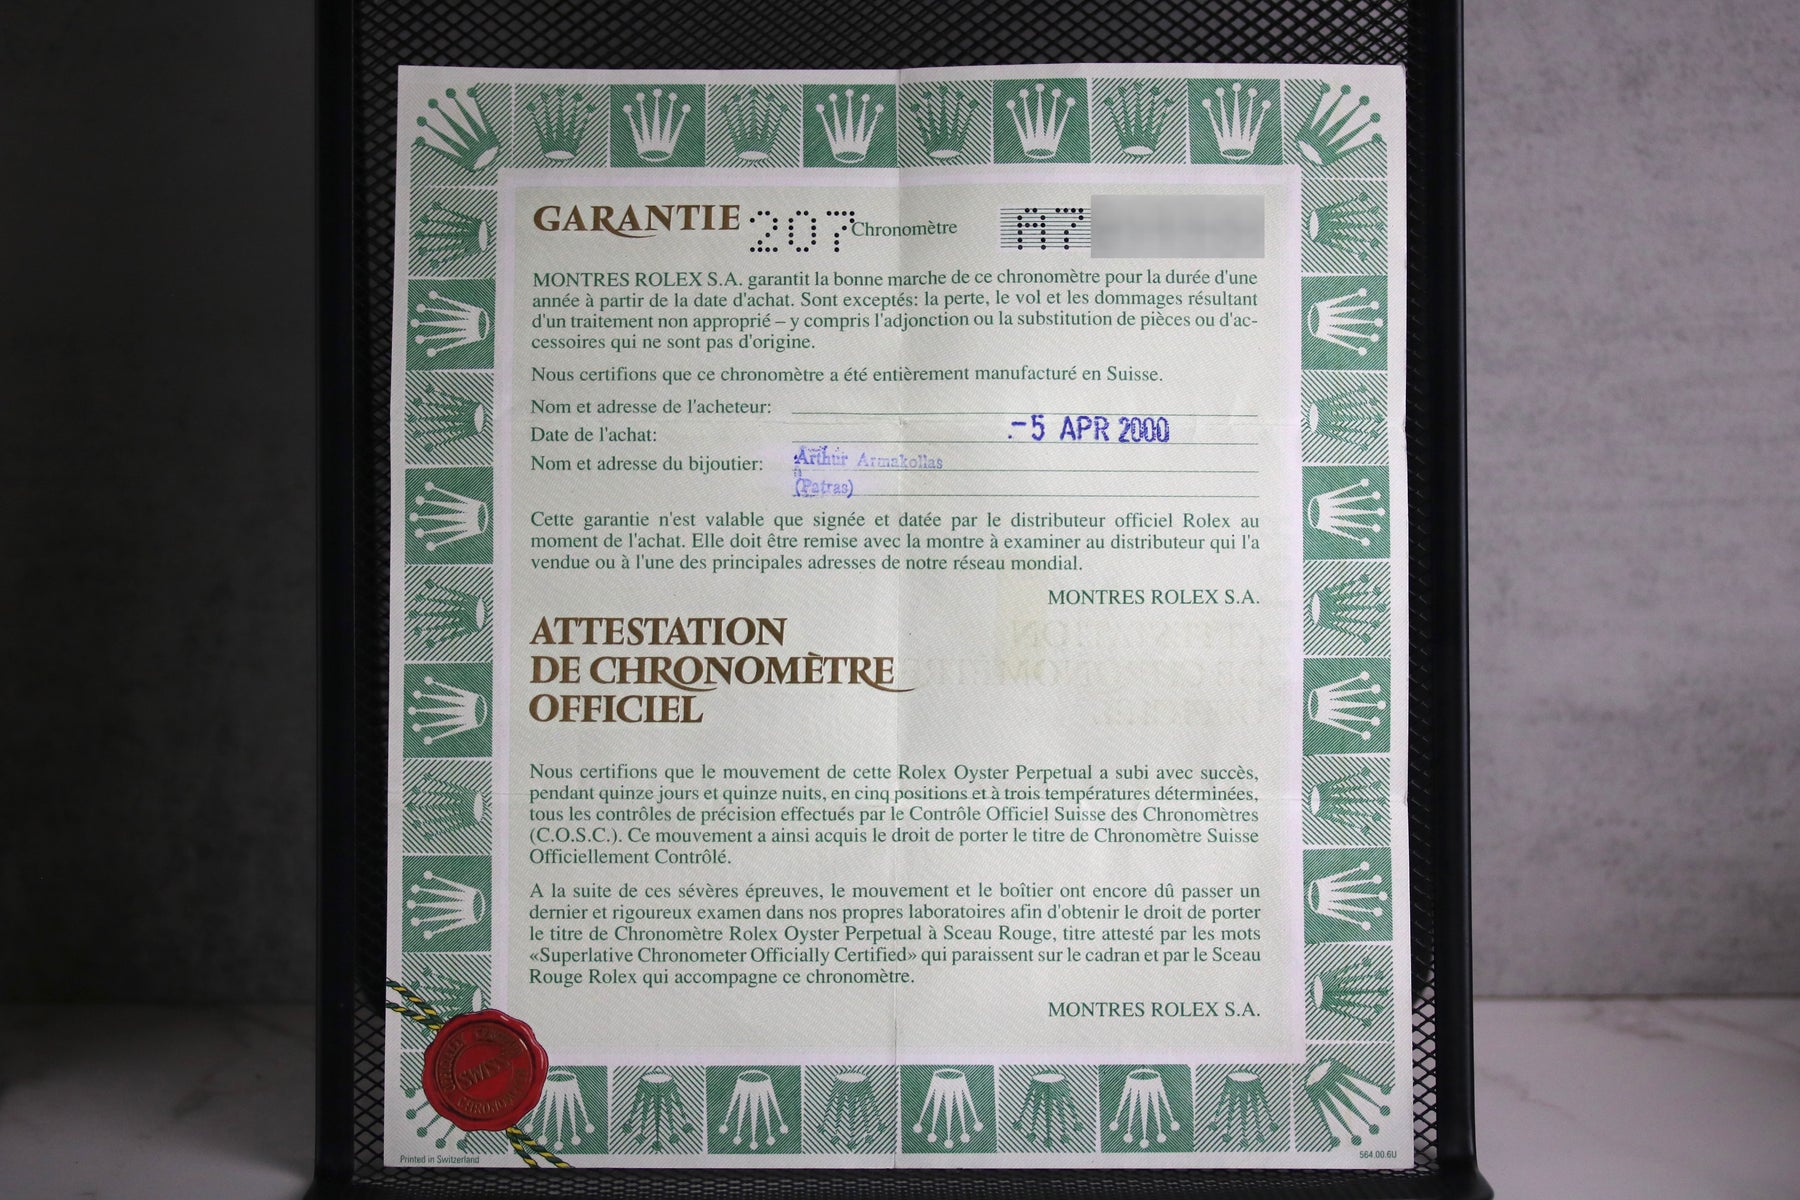 GARANTIE 207 Chronomètre A7
MONTRES ROLEX S.A. garantit la bonne marche de ce chronomètre pour la durée d'une
année à partir de la date d'achat. Sont exceptés: la perte, le vol et les dommages résultant
d'un traitement non approprié – y compris l'adjonction ou la substitution de pièces ou d'ac-
cessoires qui ne sont pas d'origine.
Nous certifions que ce chronomètre a été entièrement manufacturé en Suisse.
Nom et adresse de l'acheteur:
Date de l'achat: -5 APR 2000
Nom et adresse du bijoutier: Arthur Armakollas
(Patras)
Cette garantie n'est valable que signée et datée par le distributeur officiel Rolex au
moment de l'achat. Elle doit être remise avec la montre à examiner au distributeur qui l'a
vendue ou à l'une des principales adresses de notre réseau mondial.
MONTRES ROLEX S.A.
ATTESTATION
DE CHRONOMÈTRE
OFFICIEL
Nous certifions que le mouvement de cette Rolex Oyster Perpetual a subi avec succès,
pendant quinze jours et quinze nuits, en cinq positions et à trois températures déterminées,
tous les contrôles de précision effectués par le Contrôle Officiel Suisse des Chronomètres
(C.O.S.C.). Ce mouvement a ainsi acquis le droit de porter le titre de Chronomètre Suisse
Officiellement Contrôlé.
A la suite de ces sévères épreuves, le mouvement et le boîtier ont encore dû passer un
dernier et rigoureux examen dans nos propres laboratoires afin d'obtenir le droit de porter
le titre de Chronomètre Rolex Oyster Perpetual à Sceau Rouge, titre attesté par les mots
«Superlative Chronometer Officially Certified» qui paraissent sur le cadran et par le Sceau
Rouge Rolex qui accompagne ce chronomètre.
MONTRES ROLEX S.A.
SWISS
Printed in Switzerland
564.00.6U